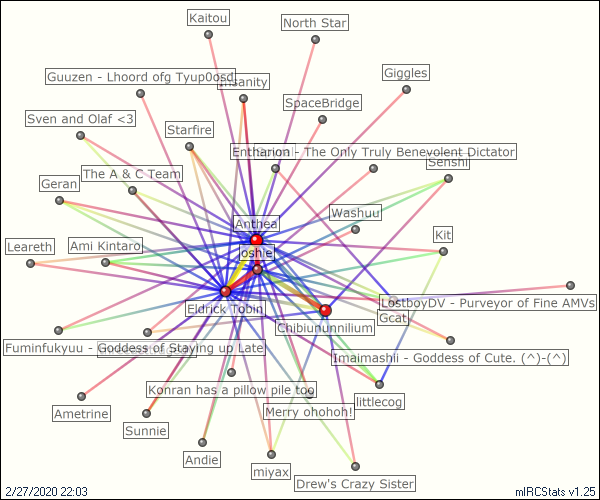 Kaitou
North Star
Guuzen - Lhoord ofg Tyup0osd
Insanity
Giggles
SpaceBridge
Sven and Olaf <3
Starfire
Entharion - The Only Truly Benevolent Dictator
Senshi
The A & C Team
Geran
Washuu
Anthea
Kit
Leareth
Ami Kintaro
oshie
LostboyDV - Purveyor of Fine AMVs
Eldrick Tobin
Gcat
Chibiununnilium
Fuminfukyuu - Goddess of Staying up Late
Imaimashii - Goddess of Cute. (^)-(^)
Konran has a pillow pile too
littlecog
Ametrine
Merry ohohoh!
Sunnie
Andie
miyax
Drew's Crazy Sister
2/27/2020 22:03
mIRCStats v1.25